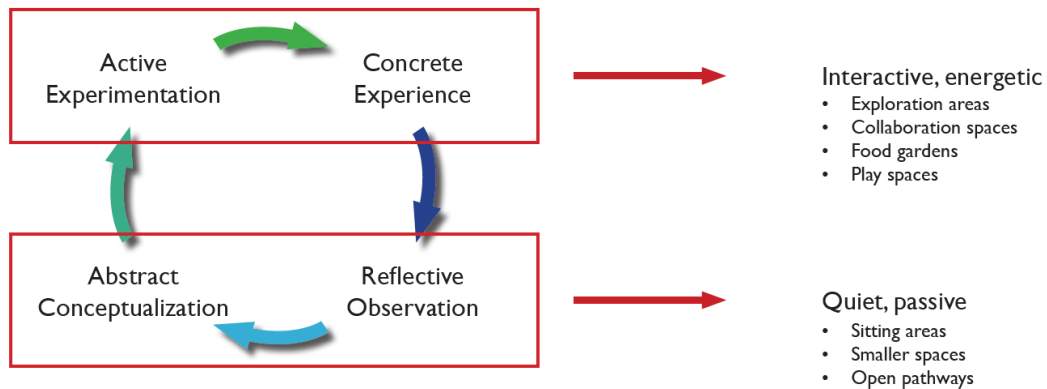 Active
Experimentation
Concrete
Experience
Interactive, energetic
• Exploration areas
• Collaboration spaces
• Food gardens
• Play spaces
Abstract
Conceptualization
Reflective
Observation
Quiet, passive
• Sitting areas
• Smaller spaces
• Open pathways